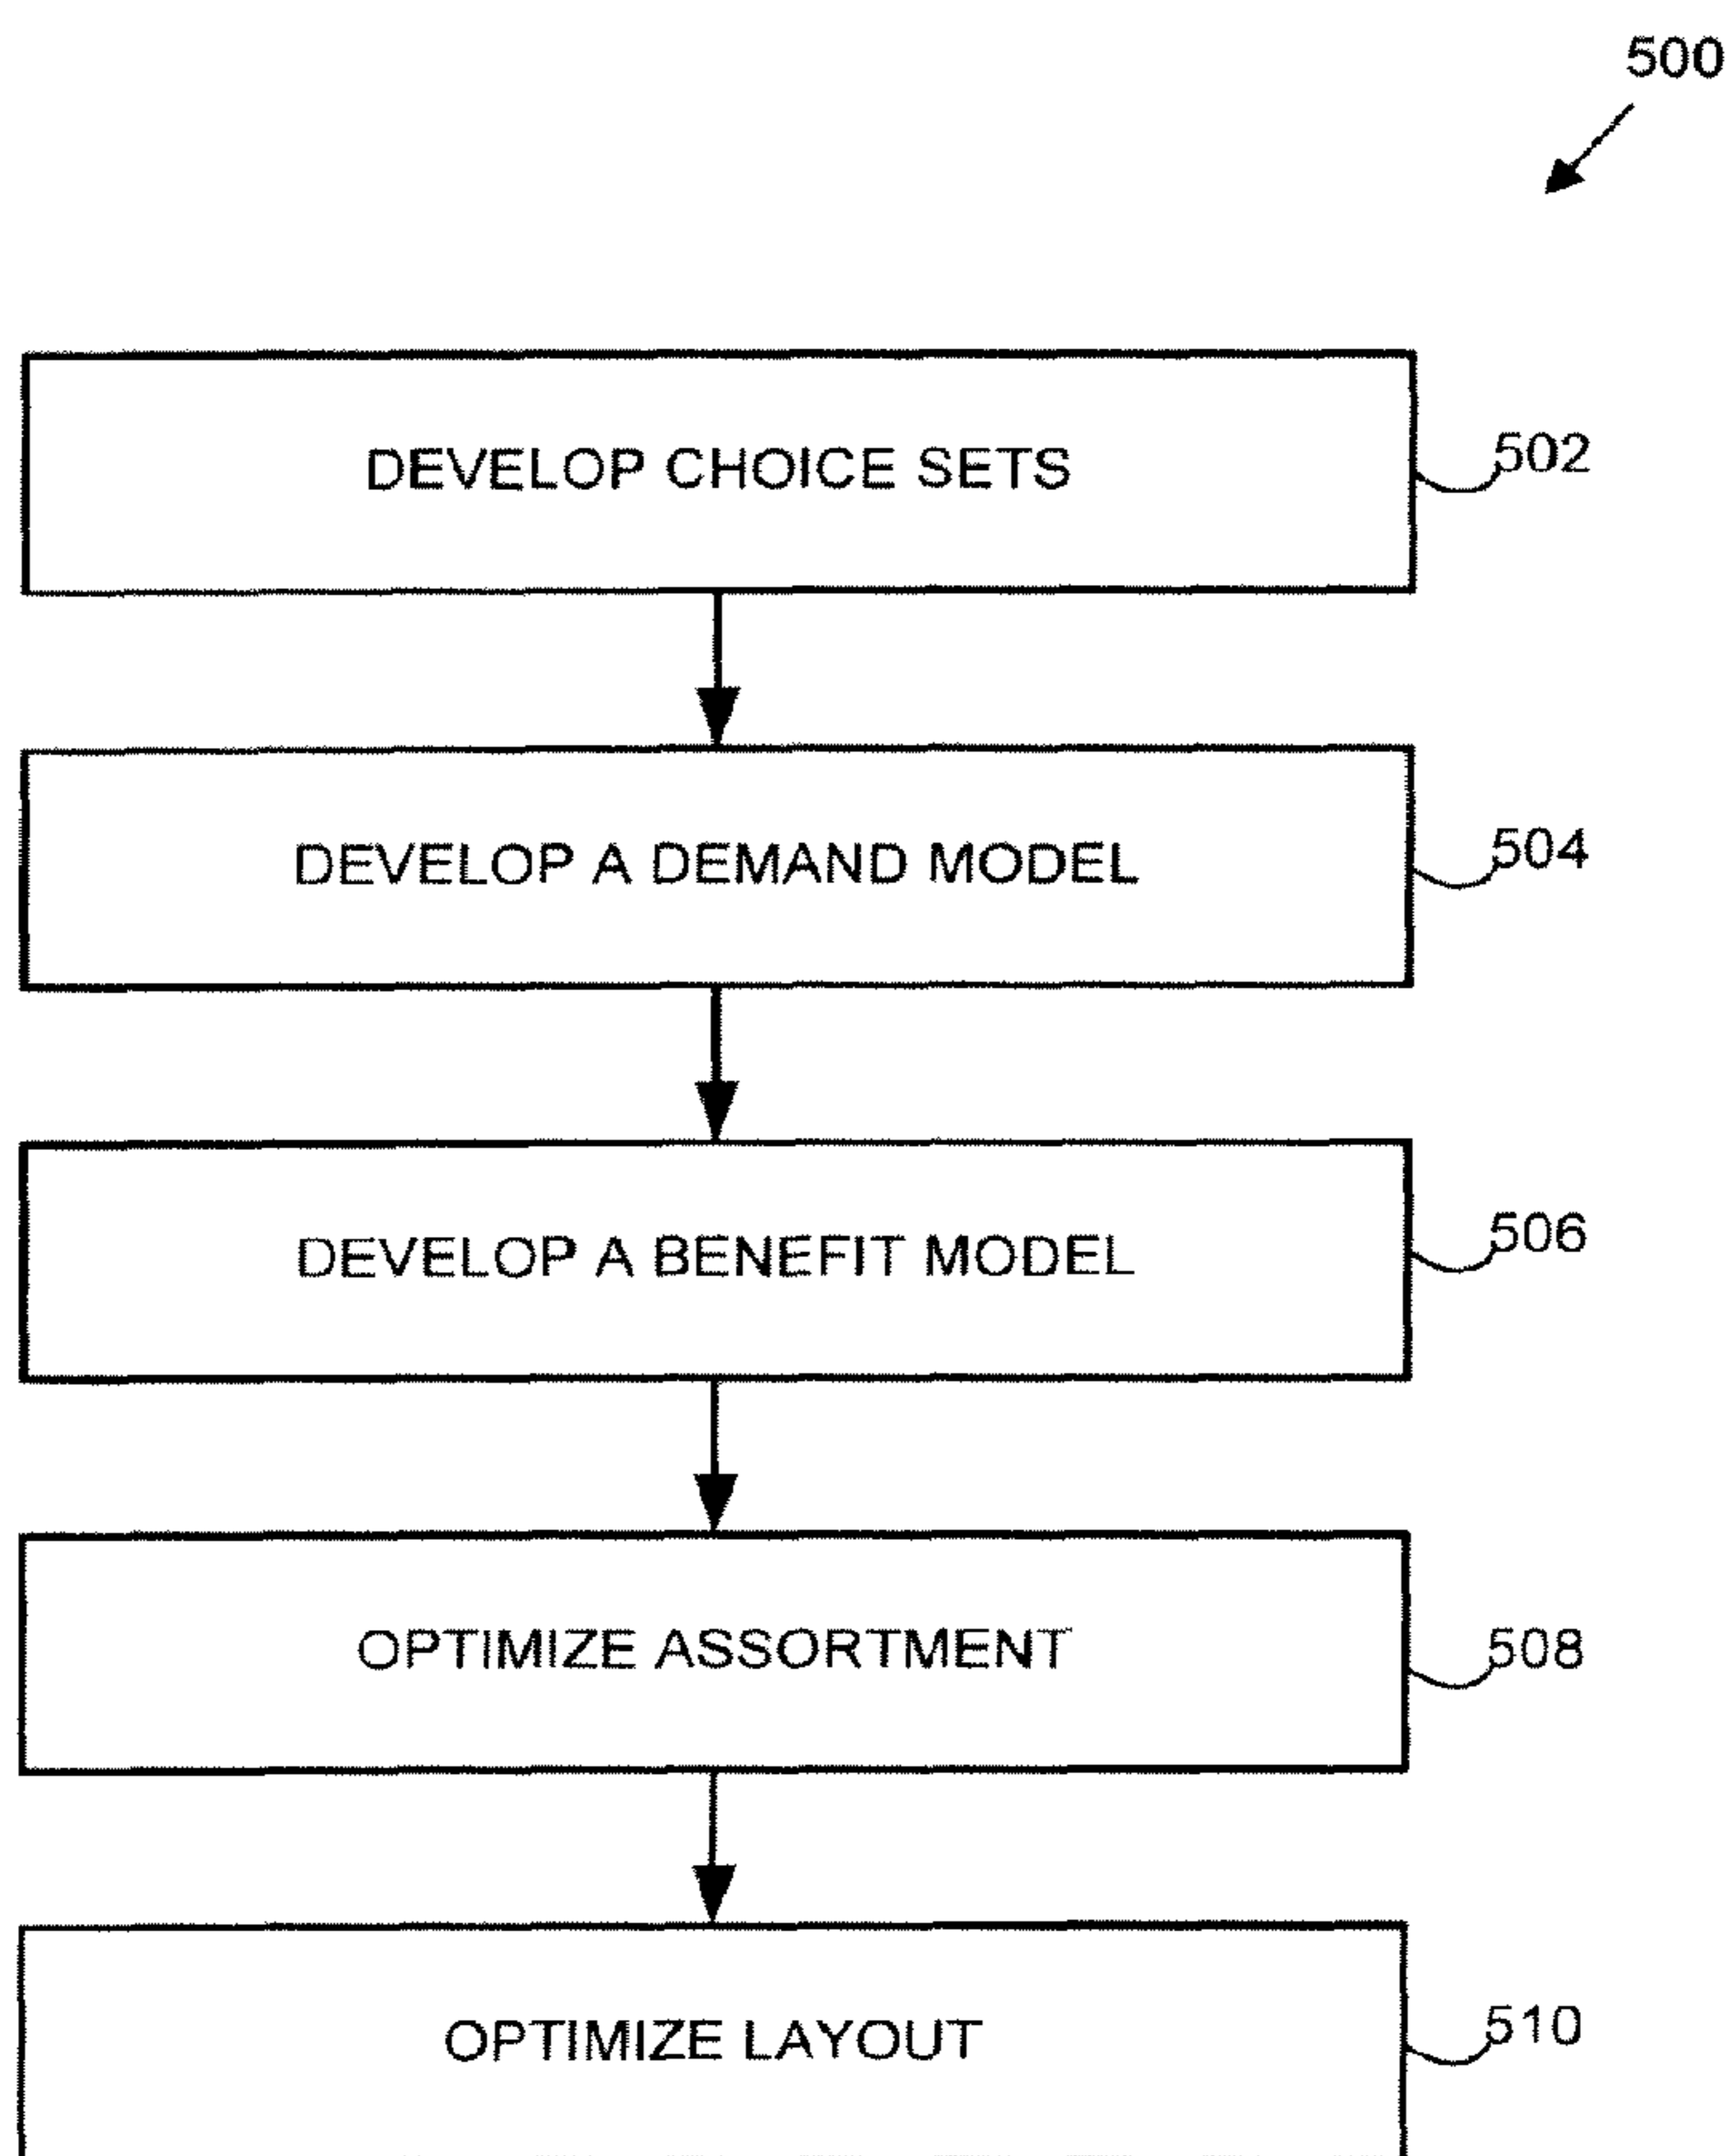 500
DEVELOP CHOICE SETS
502
DEVELOP A DEMAND MODEL
504
DEVELOP A BENEFIT MODEL
506
OPTIMIZE ASSORTMENT
508
OPTIMIZE LAYOUT
510